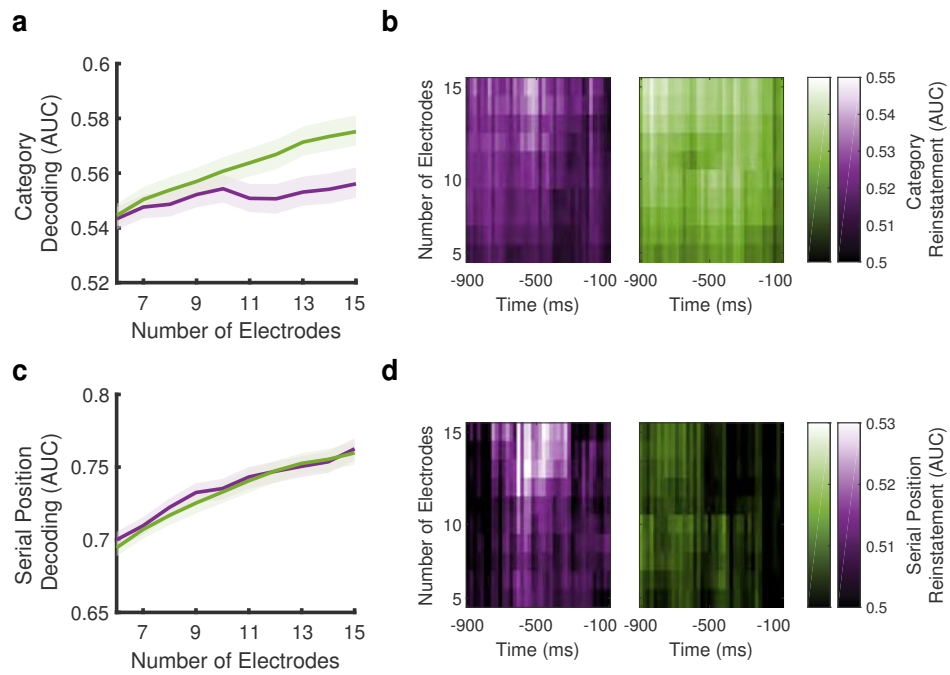 a
0.6
0.58
0.56
0.54
0.52
Category
Decoding (AUC)
7 9 11 13 15
Number of Electrodes
b
15
10
5
Number of Electrodes
-900 -500 -100
Time (ms)
-900 -500 -100
Time (ms)
0.55
0.54
0.53
0.52
0.51
0.5
Category
Reinstatement (AUC)
c
0.8
0.75
0.7
0.65
Serial Position
Decoding (AUC)
7 9 11 13 15
Number of Electrodes
d
15
10
5
Number of Electrodes
-900 -500 -100
Time (ms)
-900 -500 -100
Time (ms)
0.53
0.52
0.51
0.5
Serial Position
Reinstatement (AUC)